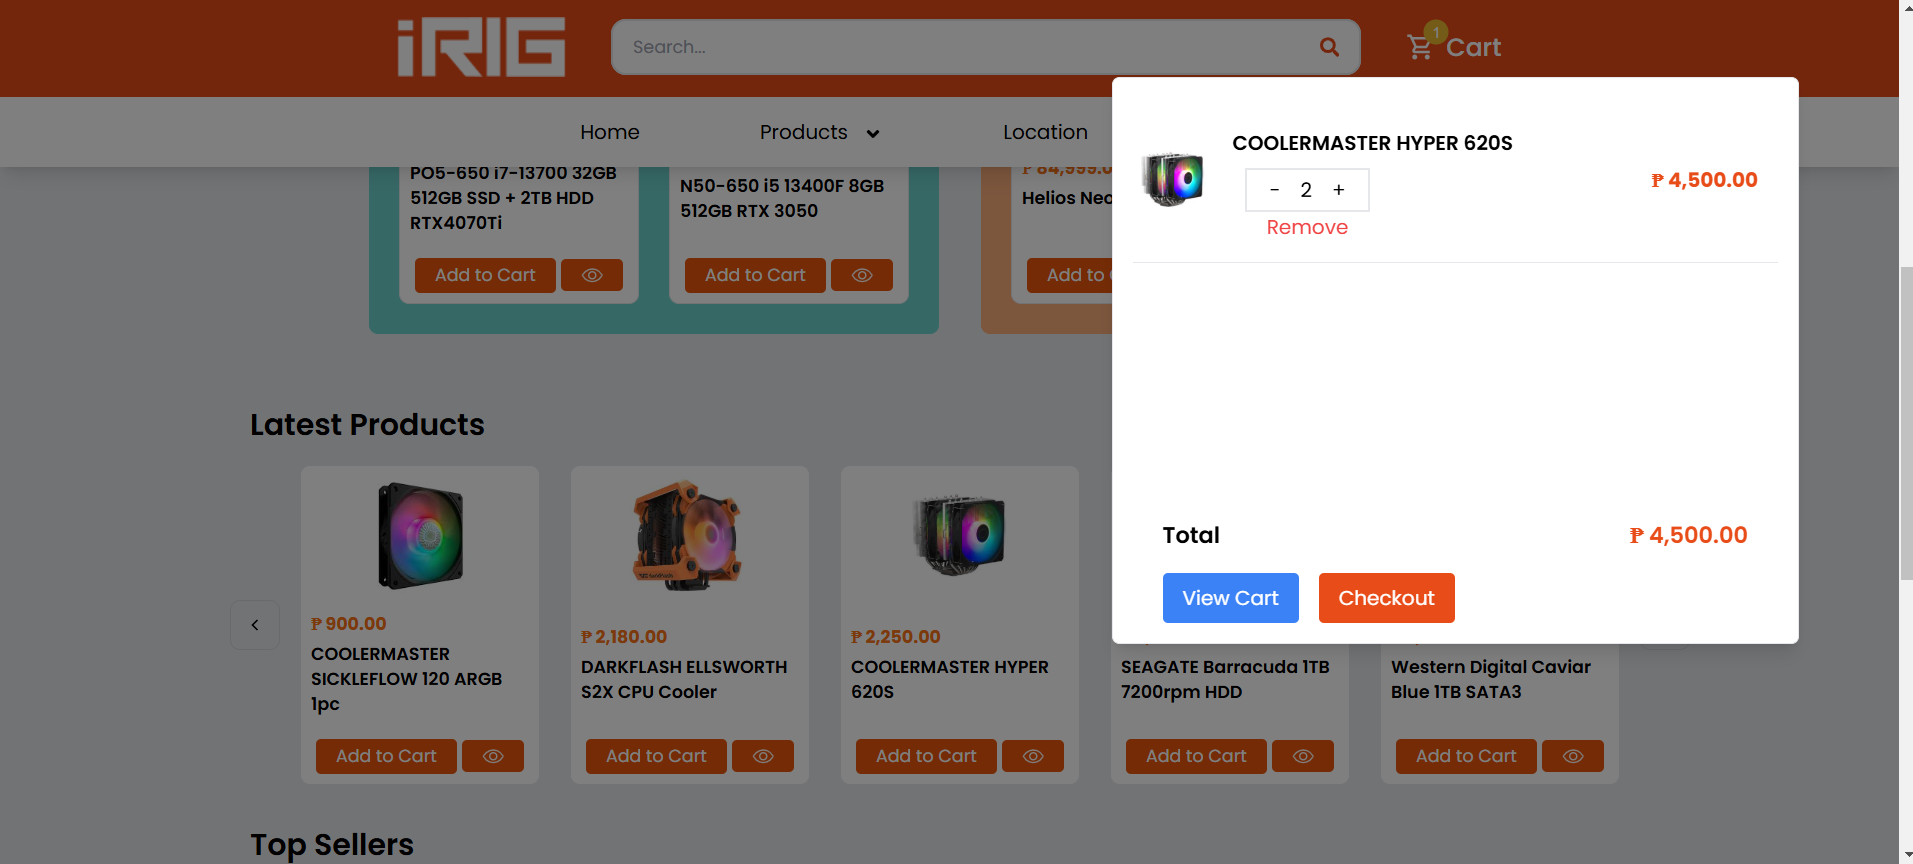 iRIG
Search...
1
Cart
Home
Products
Location
PO5-650 i7-13700 32GB
512GB SSD + 2TB HDD
RTX4070Ti
Add to Cart
N50-650 i5 13400F 8GB
512GB RTX 3050
Add to Cart
₱ 84,999.0
Helios Neo
Add to
COOLERMASTER HYPER 620S
- 2 +
Remove
₱ 4,500.00
Total
₱ 4,500.00
View Cart
Checkout
Latest Products
₱ 900.00
COOLERMASTER
SICKLEFLOW 120 ARGB
1pc
Add to Cart
₱ 2,180.00
DARKFLASH ELLSWORTH
S2X CPU Cooler
Add to Cart
₱ 2,250.00
COOLERMASTER HYPER
620S
Add to Cart
SEAGATE Barracuda 1TB
7200rpm HDD
Add to Cart
Western Digital Caviar
Blue 1TB SATA3
Add to Cart
Top Sellers